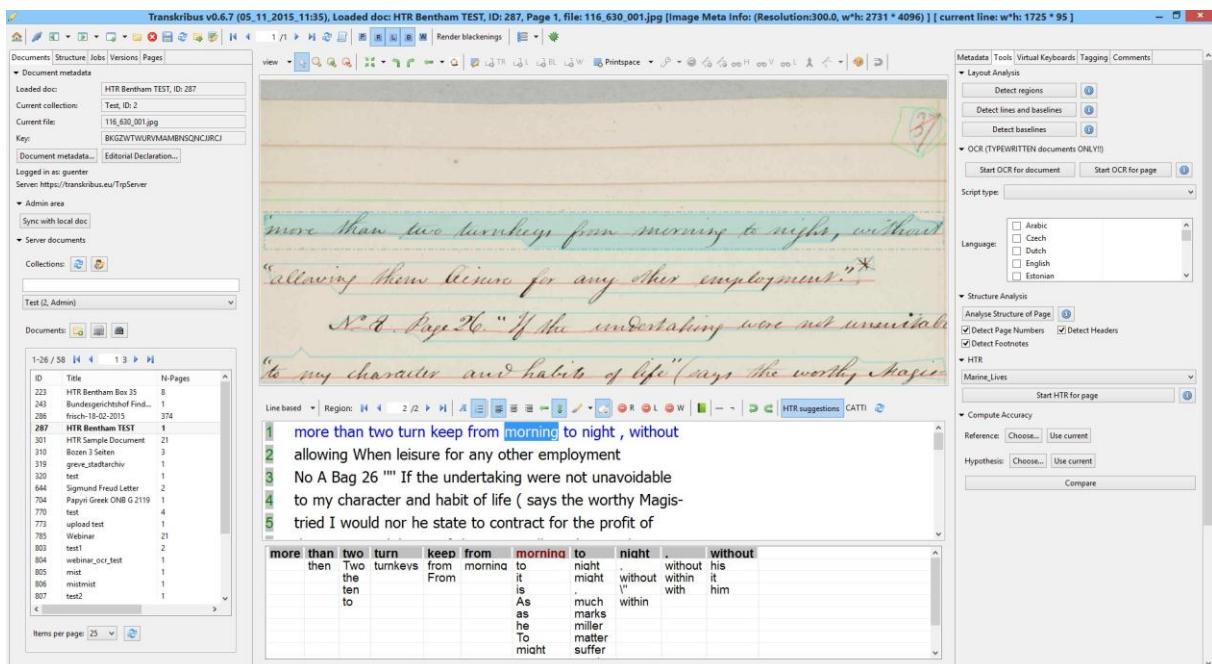 Transkribus v0.6.7 (05_11_2015_11:35), Loaded doc: HTR Bentham TEST, ID: 287, Page 1, file: 116_630_001.jpg [Image Meta Info: (Resolution:300.0, w*h: 2731 * 4096) ] [ current line: w*h: 1725 * 95 ]
1 /1 Render blackenings
Documents Structure Jobs Versions Pages
Document metadata
Loaded doc: HTR Bentham TEST, ID: 287
Current collection: Test, ID: 2
Current file: 116_630_001.jpg
Key: BKGZWTWURVMAMBNSQNCJJRCJ
Document metadata... Editorial Declaration...
Logged in as: guenter
Server: https://transkribus.eu/TrpServer
Admin area
Sync with local doc
Server documents
Collections:
Test (2, Admin)
Documents:
1-26 / 58 1 3
ID Title N-Pages
223 HTR Bentham Box 35 8
243 Bundesgerichtshof Find... 1
286 frisch-18-02-2015 374
287 HTR Bentham TEST 1
301 HTR Sample Document 21
310 Bozen 3 Seiten 3
319 greve_stadtarchiv 1
320 test 1
644 Sigmund Freud Letter 2
704 Papyri Greek ONB G 2119 1
770 test 4
773 upload test 1
785 Webinar 21
803 test1 2
804 webinar_ocr_test 1
805 mist 1
806 mistmist 1
807 test2 1
Items per page: 25
view TR L BL W Printspace H V L
"more than two turnkeys from morning to night, without
"allowing them leisure for any other employment."*
No 8. Page 26. "If the undertaking were not unavoidable
"to my character and habits of life" (says the worthy Magis
Line based Region: 2 /2 R L W HTR suggestions CATTI
1 more than two turn keep from morning to night , without
2 allowing When leisure for any other employment
3 No A Bag 26 "" If the undertaking were not unavoidable
4 to my character and habit of life ( says the worthy Magis-
5 tried I would nor he state to contract for the profit of
more than two turn keep from morning to night . without
then Two turnkeys from morning to night . without his
the From it might without within it
ten is , \" with him
to As much within
as marks
he miller
To matter
might suffer
Metadata Tools Virtual Keyboards Tagging Comments
Layout Analysis
Detect regions
Detect lines and baselines
Detect baselines
OCR (TYPEWRITTEN documents ONLY!!)
Start OCR for document Start OCR for page
Script type:
Language:
Arabic
Czech
Dutch
English
Estonian
Structure Analysis
Analyse Structure of Page
Detect Page Numbers Detect Headers
Detect Footnotes
HTR
Marine_Lives
Start HTR for page
Compute Accuracy
Reference: Choose... Use current
Hypothesis: Choose... Use current
Compare